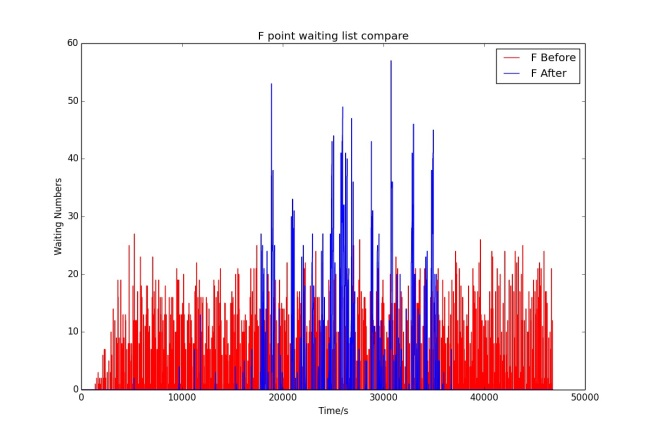 F point waiting list compare
60
F Before
F After
50
40
30
20
10
0
Waiting Numbers
0 10000 20000 30000 40000 50000
Time/s